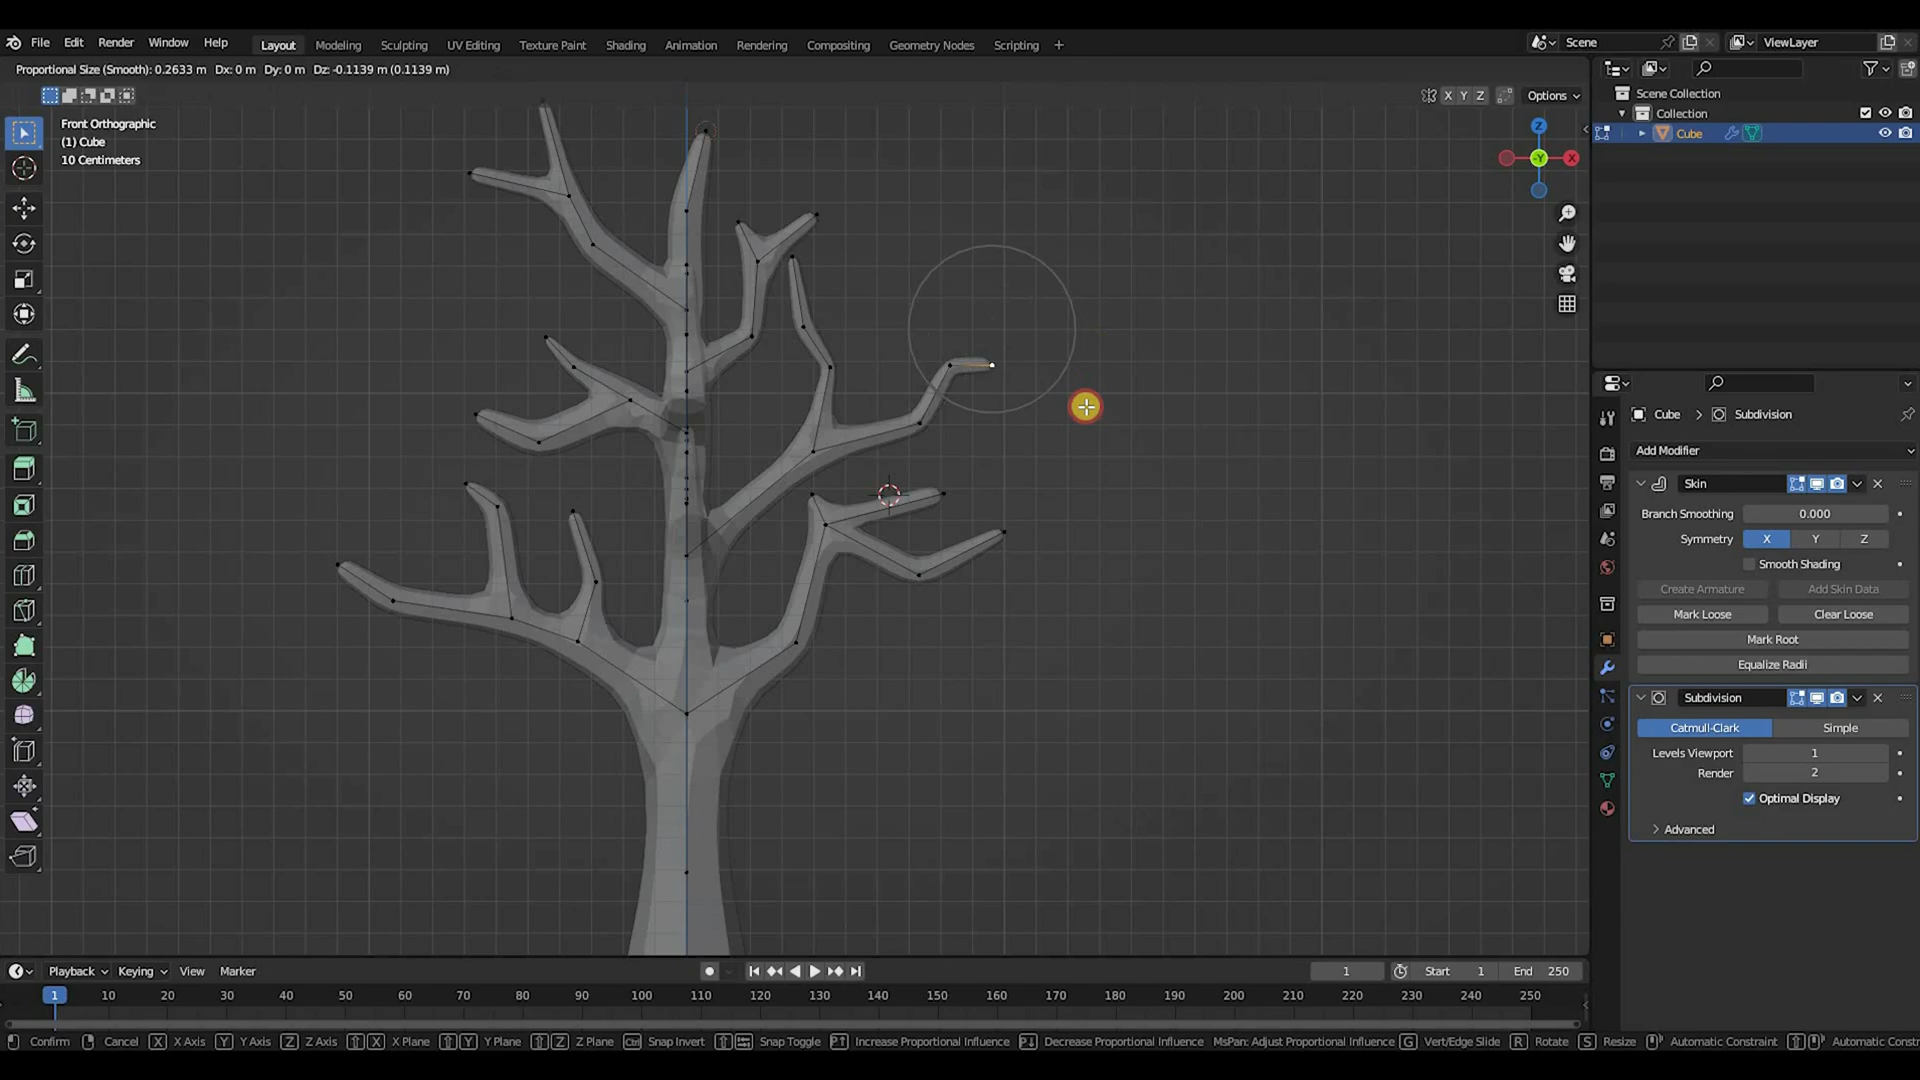 File Edit Render Window Help Layout Modeling Sculpting UV Editing Texture Paint Shading Animation Rendering Compositing Geometry Nodes Scripting + Scene ViewLayer
Proportional Size (Smooth): 0.2633 m Dx: 0 m Dy: 0 m Dz: -0.1139 m (0.1139 m)
X Y Z Options
Scene Collection
Collection
Cube
Front Orthographic
(1) Cube
10 Centimeters
Z
-Y X
Cube > Subdivision
Add Modifier
Skin
Branch Smoothing 0.000
Symmetry X Y Z
Smooth Shading
Create Armature Add Skin Data
Mark Loose Clear Loose
Mark Root
Equalize Radii
Subdivision
Catmull-Clark Simple
Levels Viewport 1
Render 2
Optimal Display
Advanced
Playback Keying View Marker 1 Start 1 End 250
1 10 20 30 40 50 60 70 80 90 100 110 120 130 140 150 160 170 180 190 200 210 220 230 240 250
Confirm Cancel X X Axis Y Y Axis Z Z Axis X X Plane Y Y Plane Z Z Plane Ctrl Snap Invert Snap Toggle Increase Proportional Influence Decrease Proportional Influence MsPan: Adjust Proportional Influence G Vert/Edge Slide R Rotate S Resize Automatic Constraint Automatic Constr